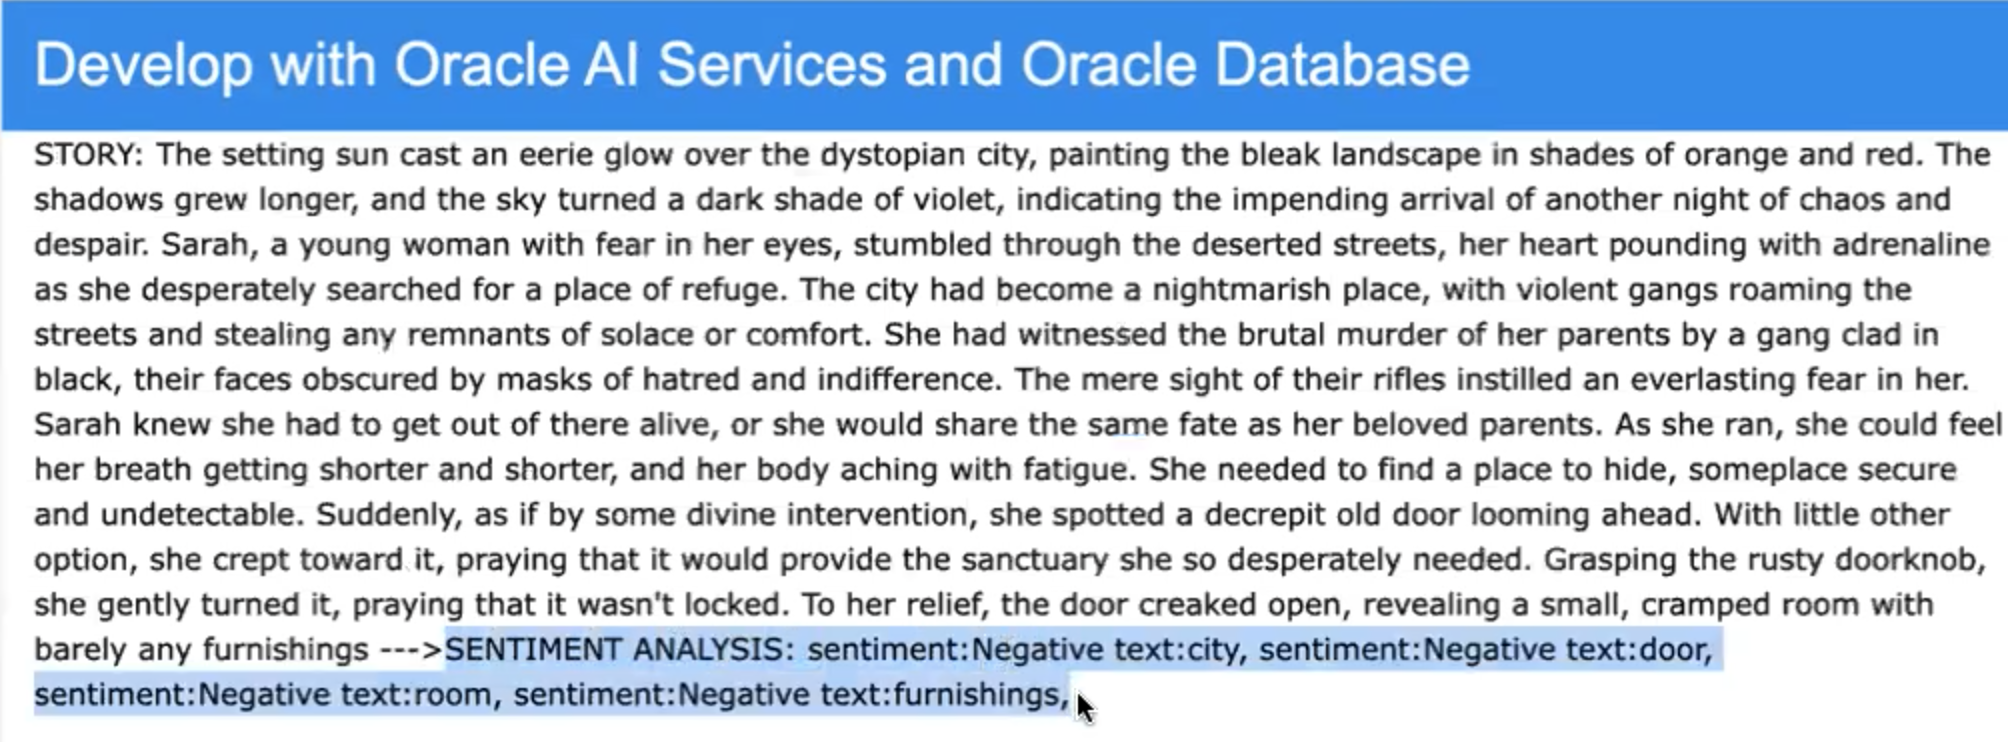 Develop with Oracle AI Services and Oracle Database
STORY: The setting sun cast an eerie glow over the dystopian city, painting the bleak landscape in shades of orange and red. The
shadows grew longer, and the sky turned a dark shade of violet, indicating the impending arrival of another night of chaos and
despair. Sarah, a young woman with fear in her eyes, stumbled through the deserted streets, her heart pounding with adrenaline
as she desperately searched for a place of refuge. The city had become a nightmarish place, with violent gangs roaming the
streets and stealing any remnants of solace or comfort. She had witnessed the brutal murder of her parents by a gang clad in
black, their faces obscured by masks of hatred and indifference. The mere sight of their rifles instilled an everlasting fear in her.
Sarah knew she had to get out of there alive, or she would share the same fate as her beloved parents. As she ran, she could feel
her breath getting shorter and shorter, and her body aching with fatigue. She needed to find a place to hide, someplace secure
and undetectable. Suddenly, as if by some divine intervention, she spotted a decrepit old door looming ahead. With little other
option, she crept toward it, praying that it would provide the sanctuary she so desperately needed. Grasping the rusty doorknob,
she gently turned it, praying that it wasn't locked. To her relief, the door creaked open, revealing a small, cramped room with
barely any furnishings --->SENTIMENT ANALYSIS: sentiment:Negative text:city, sentiment:Negative text:door,
sentiment:Negative text:room, sentiment:Negative text:furnishings,